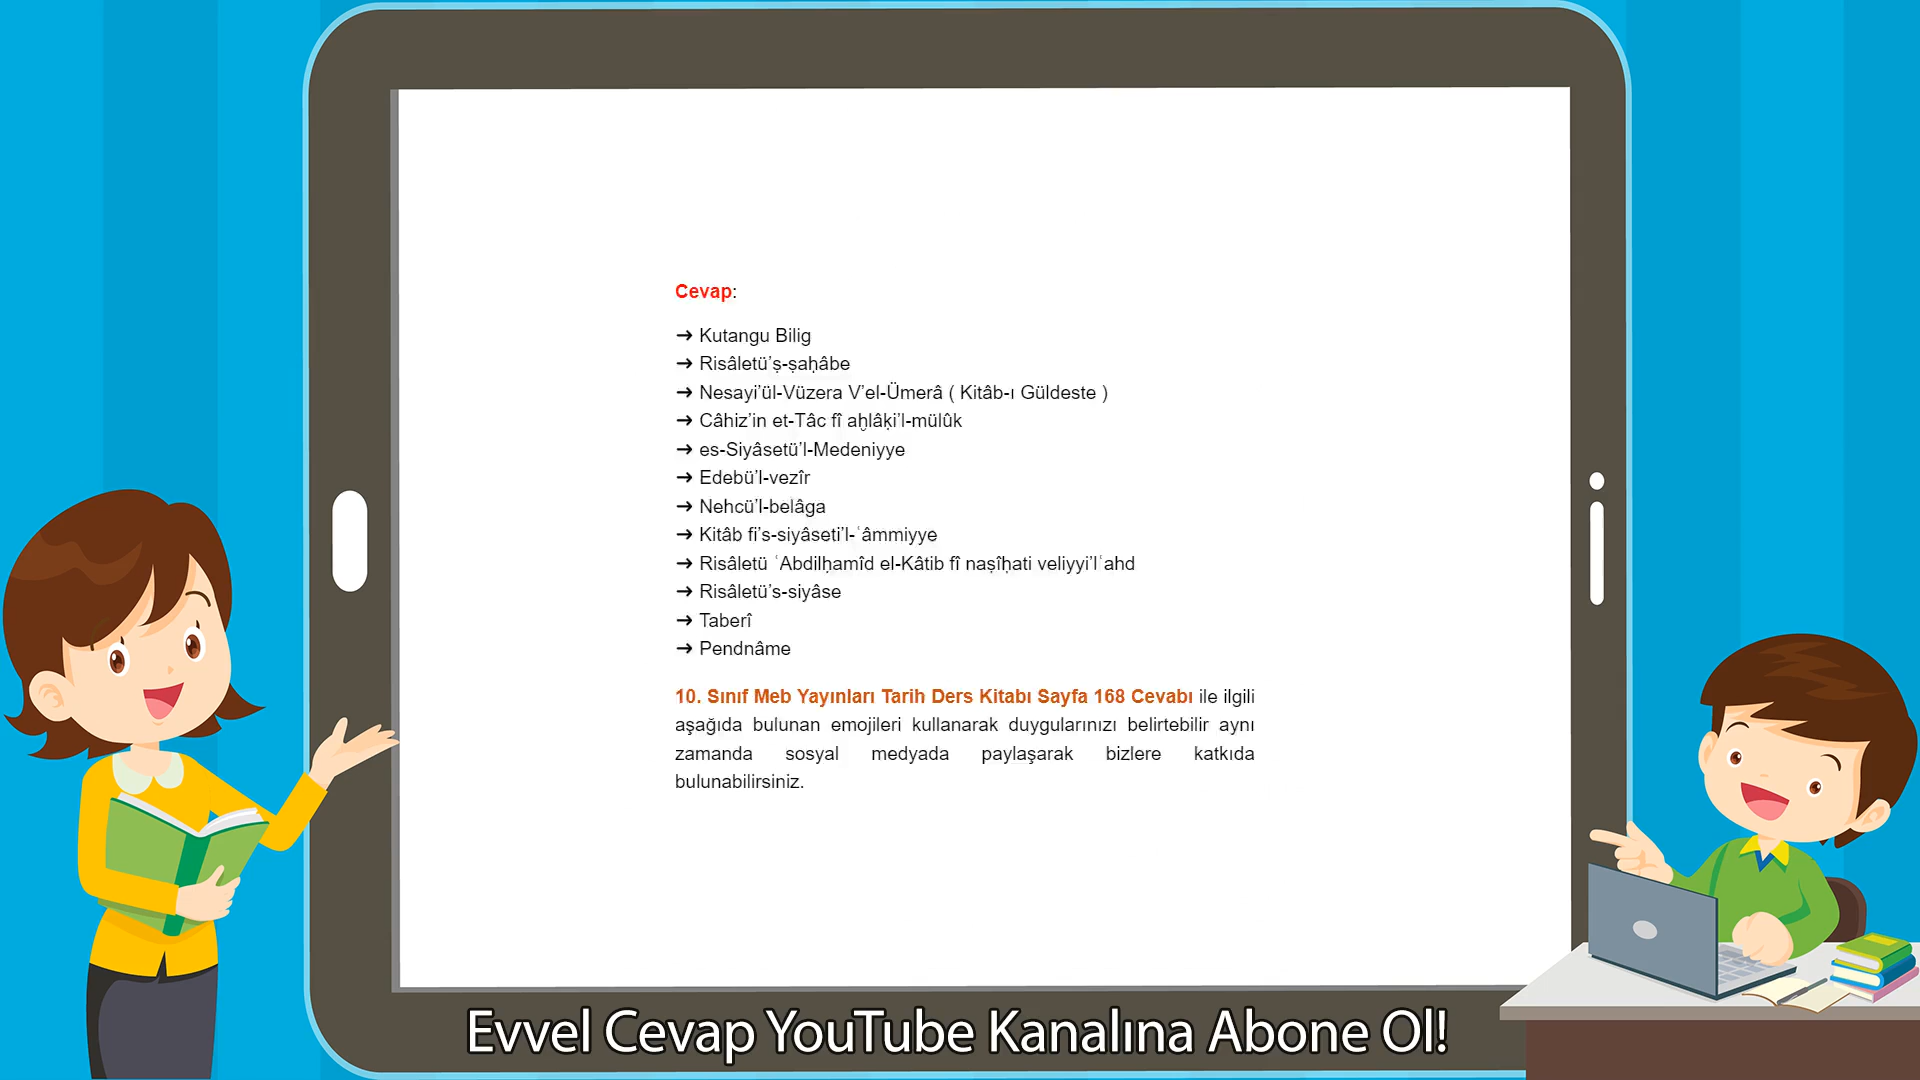 Cevap:
→ Kutangu Bilig
→ Risâletü’ṣ-ṣaḥâbe
→ Nesayi’ül-Vüzera V’el-Ümerâ ( Kitâb-ı Güldeste )
→ Câhiz’in et-Tâc fî aḫlâḳi’l-mülûk
→ es-Siyâsetü’l-Medeniyye
→ Edebü’l-vezîr
→ Nehcü’l-belâga
→ Kitâb fi’s-siyâseti’l-ʿâmmiyye
→ Risâletü ʿAbdilḥamîd el-Kâtib fî naṣîḥati veliyyi’lʿahd
→ Risâletü’s-siyâse
→ Taberî
→ Pendnâme
10. Sınıf Meb Yayınları Tarih Ders Kitabı Sayfa 168 Cevabı ile ilgili
aşağıda bulunan emojileri kullanarak duygularınızı belirtebilir aynı
zamanda sosyal medyada paylaşarak bizlere katkıda
bulunabilirsiniz.
Evvel Cevap YouTube Kanalına Abone Ol!